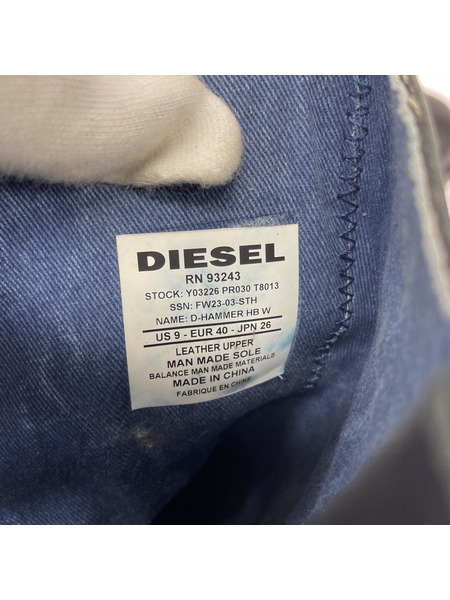 DIESEL
RN 93243
STOCK: Y03226 PR030 T8013
SSN: FW23-03-STH
NAME: D-HAMMER HB W
US 9 - EUR 40 - JPN 26
LEATHER UPPER
MAN MADE SOLE
BALANCE MAN MADE MATERIALS
MADE IN CHINA
FABRIQUE EN CHINE